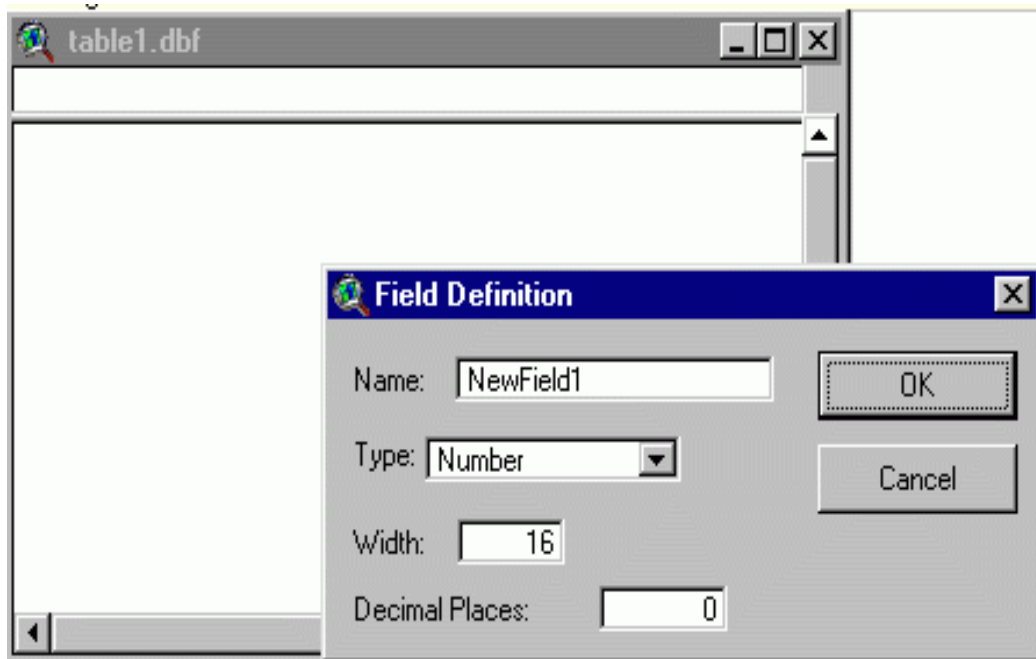 table1.dbf
Field Definition
Name: NewField1
OK
Type: Number
Cancel
Width: 16
Decimal Places: 0